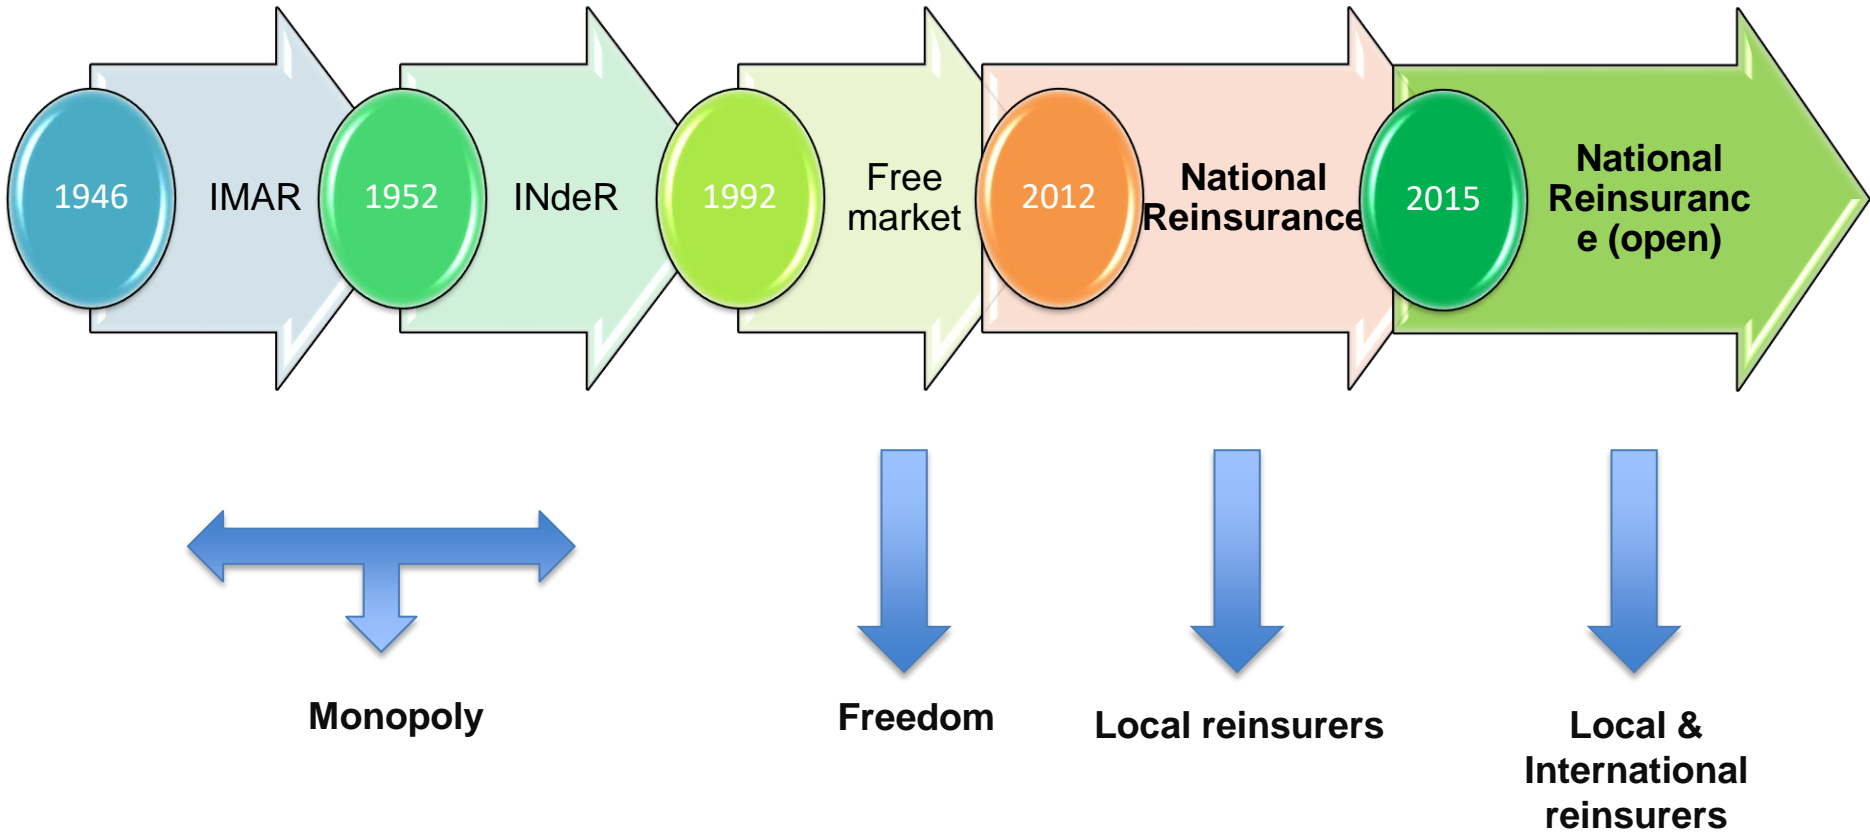 1946
IMAR
1952
INdeR
1992
Free
market
2012
National
Reinsurance
2015
National
Reinsuranc
e (open)
Monopoly
Freedom
Local reinsurers
Local &
International
reinsurers